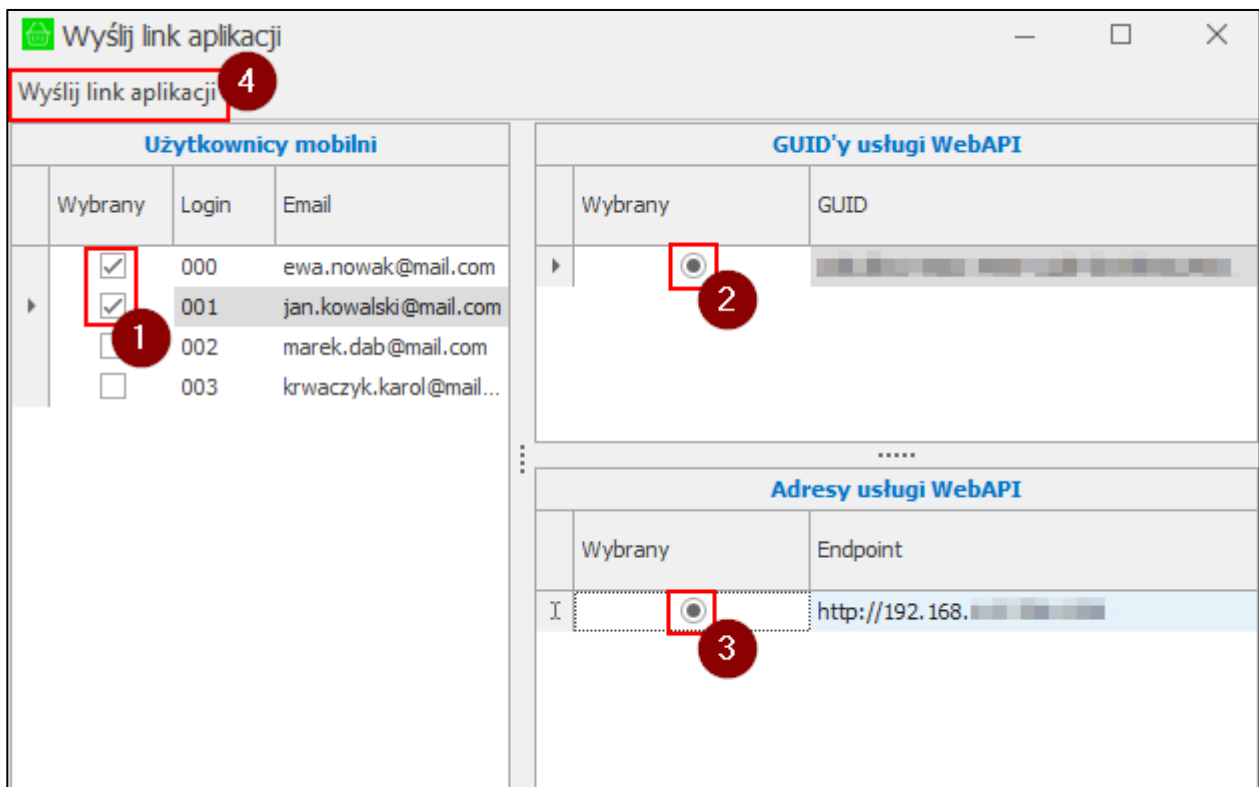 Wyślij link aplikacji
Wyślij link aplikacji 4
Użytkownicy mobilni
Wybrany Login Email
000 ewa.nowak@mail.com
001 jan.kowalski@mail.com
1
002 marek.dab@mail.com
003 krwaczyk.karol@mail...
GUID'y usługi WebAPI
Wybrany GUID
2
Adresy usługi WebAPI
Wybrany Endpoint
http://192.168.
3